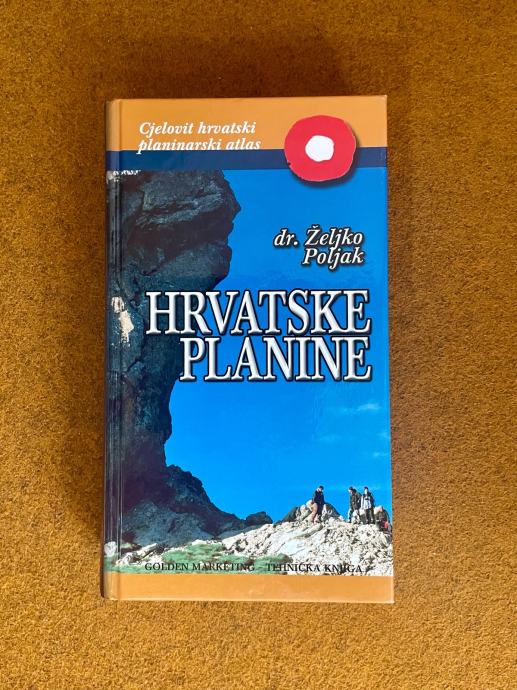 Cjelovit hrvatski
planinarski atlas
dr. Željko
Poljak
HRVATSKE
PLANINE
GOLDEN MARKETING – TEHNIČKA KNJIGA